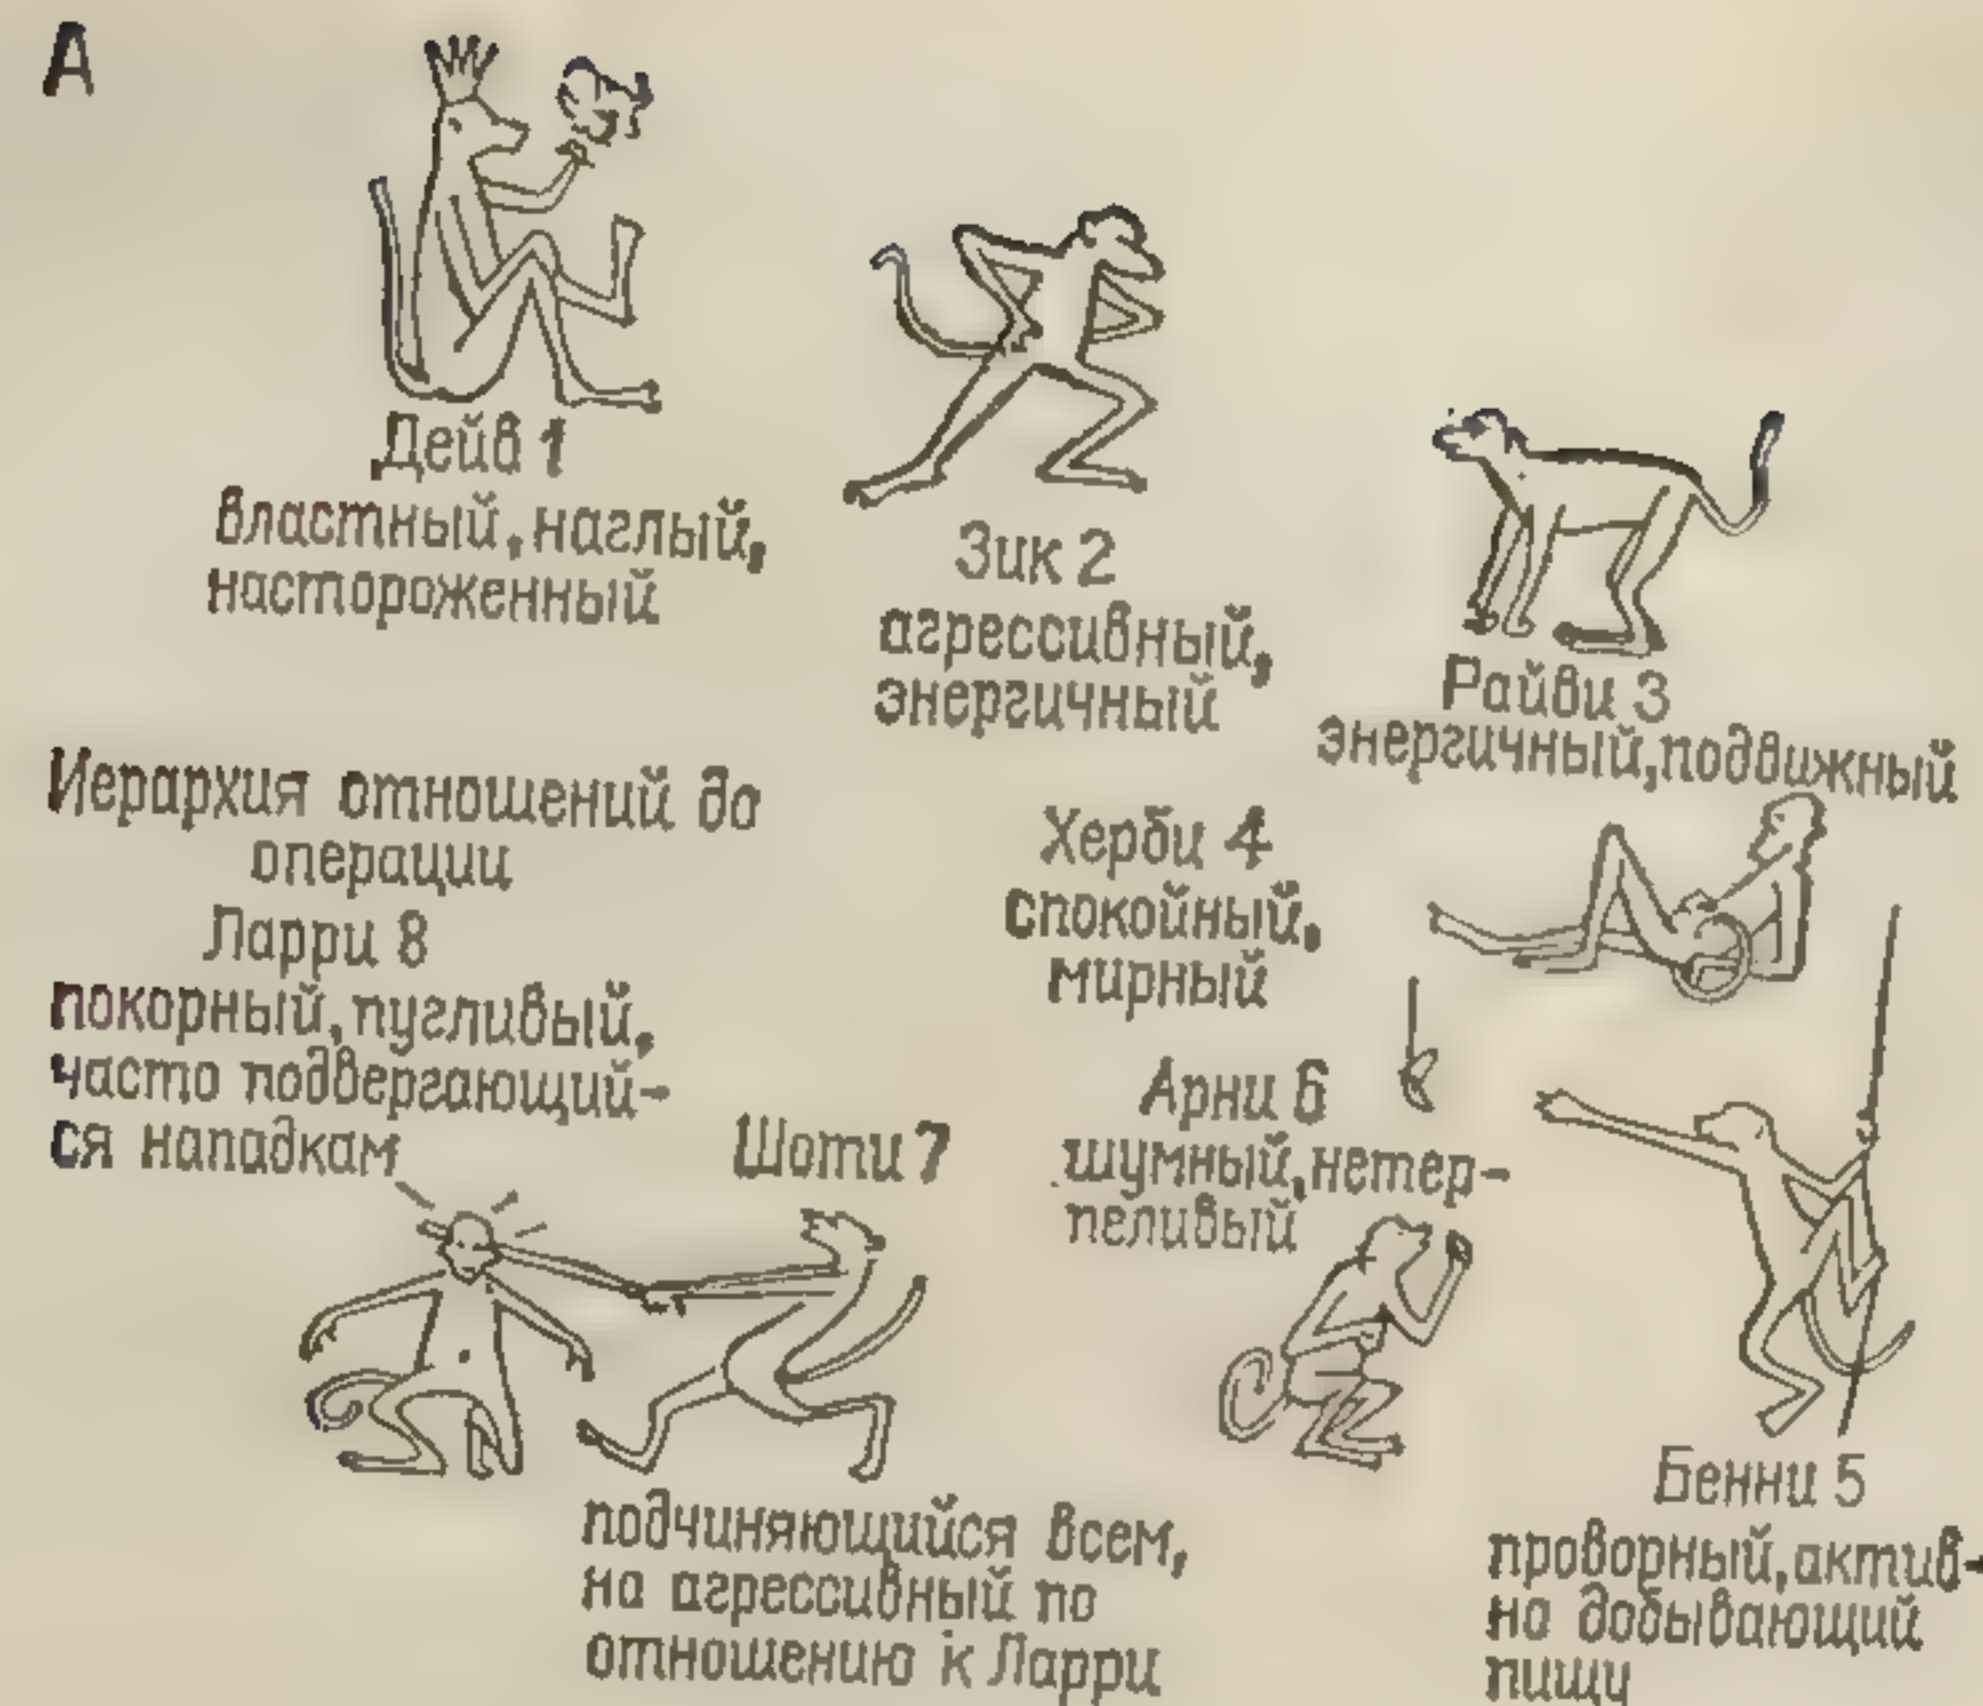 А
Дейв 1
властный, наглый,
настороженный
Зик 2
агрессивный,
энергичный
Райви 3
энергичный, подвижный
Иерархия отношений до
операции
Херби 4
спокойный,
мирный
Ларри 8
покорный, пугливый,
часто подвергающий-
ся нападкам
Шоти 7
Арни 6
шумный, нетер-
пеливый
Бенни 5
проворный, актив-
на добывающий
пищу
подчиняющийся всем,
на агрессивный по
отношению к Ларри